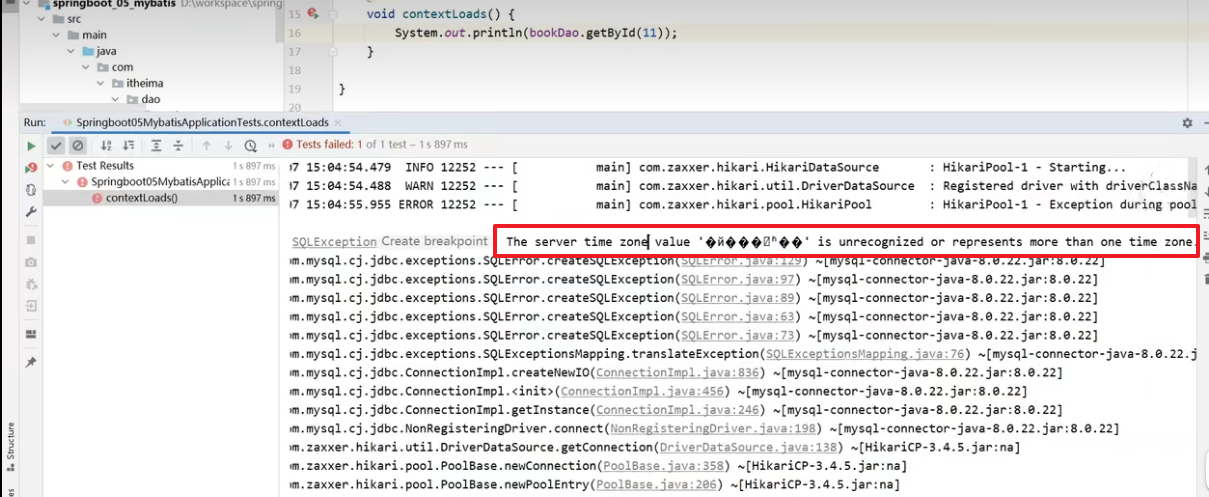 springboot_05_mybatis D:\workspace\spring
src
main
java
com
itheima
dao
15 void contextLoads() {
16 System.out.println(bookDao.getById(11));
17 }
18
19 }
20
Run: Springboot05MybatisApplicationTests.contextLoads
Tests failed: 1 of 1 test – 1 s 897 ms
Test Results 1 s 897 ms
Springboot05MybatisApplica 1 s 897 ms
contextLoads() 1 s 897 ms
07 15:04:54.479 INFO 12252 --- [ main] com.zaxxer.hikari.HikariDataSource : HikariPool-1 - Starting...
07 15:04:54.488 WARN 12252 --- [ main] com.zaxxer.hikari.util.DriverDataSource : Registered driver with driverClassNa
07 15:04:55.955 ERROR 12252 --- [ main] com.zaxxer.hikari.pool.HikariPool : HikariPool-1 - Exception during pool
SQLException Create breakpoint The server time zone value '�й���׼ʱ��' is unrecognized or represents more than one time zone.
om.mysql.cj.jdbc.exceptions.SQLError.createSQLException(SQLError.java:129) ~[mysql-connector-java-8.0.22.jar:8.0.22]
om.mysql.cj.jdbc.exceptions.SQLError.createSQLException(SQLError.java:97) ~[mysql-connector-java-8.0.22.jar:8.0.22]
om.mysql.cj.jdbc.exceptions.SQLError.createSQLException(SQLError.java:89) ~[mysql-connector-java-8.0.22.jar:8.0.22]
om.mysql.cj.jdbc.exceptions.SQLError.createSQLException(SQLError.java:63) ~[mysql-connector-java-8.0.22.jar:8.0.22]
om.mysql.cj.jdbc.exceptions.SQLError.createSQLException(SQLError.java:73) ~[mysql-connector-java-8.0.22.jar:8.0.22]
om.mysql.cj.jdbc.exceptions.SQLExceptionsMapping.translateException(SQLExceptionsMapping.java:76) ~[mysql-connector-java-8.0.22.j
om.mysql.cj.jdbc.ConnectionImpl.createNewIO(ConnectionImpl.java:836) ~[mysql-connector-java-8.0.22.jar:8.0.22]
om.mysql.cj.jdbc.ConnectionImpl.<init>(ConnectionImpl.java:456) ~[mysql-connector-java-8.0.22.jar:8.0.22]
om.mysql.cj.jdbc.ConnectionImpl.getInstance(ConnectionImpl.java:246) ~[mysql-connector-java-8.0.22.jar:8.0.22]
om.mysql.cj.jdbc.NonRegisteringDriver.connect(NonRegisteringDriver.java:198) ~[mysql-connector-java-8.0.22.jar:8.0.22]
om.zaxxer.hikari.util.DriverDataSource.getConnection(DriverDataSource.java:138) ~[HikariCP-3.4.5.jar:na]
om.zaxxer.hikari.pool.PoolBase.newConnection(PoolBase.java:358) ~[HikariCP-3.4.5.jar:na]
om.zaxxer.hikari.pool.PoolBase.newPoolEntry(PoolBase.java:206) ~[HikariCP-3.4.5.jar:na]
Structure